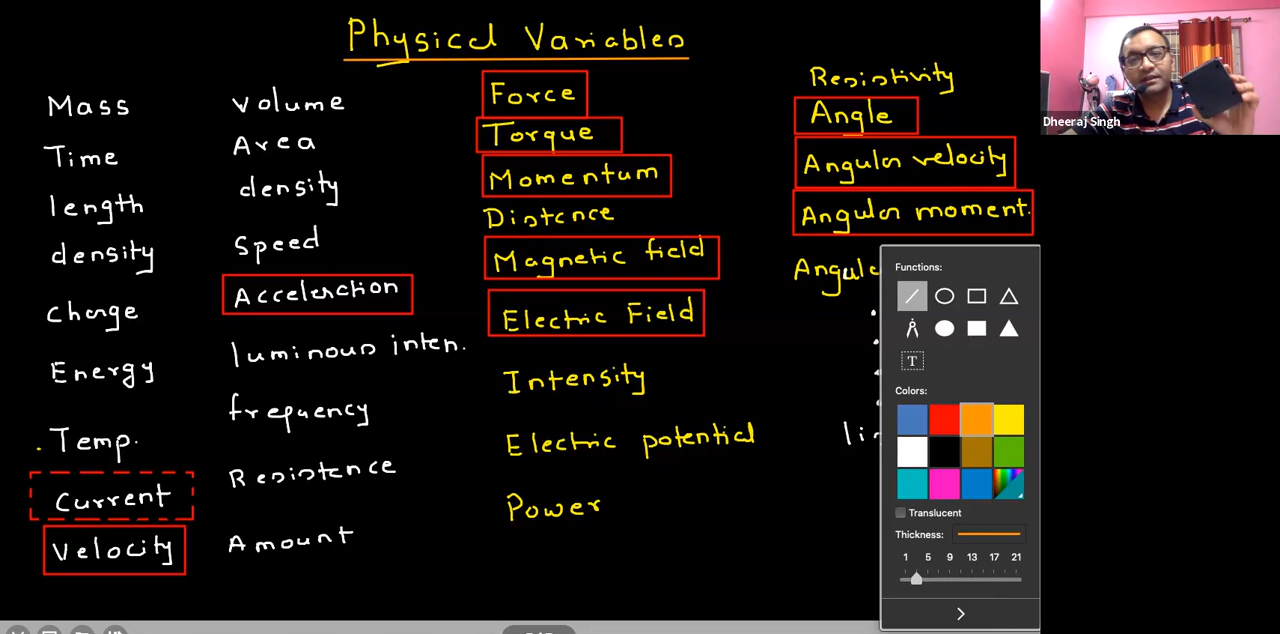 Physical Variables
Mass
Time
length
density
Charge
Energy
Temp.
Current
Velocity
Volume
Area
density
Speed
Acceleration
luminous inten.
frequency
Resistence
Amount
Force
Torque
Momentum
Distance
Magnetic field
Electric Field
Intensity
Electric potential
Power
Resistivity
Angle
Angular velocity
Angular moment.
Dheeraj Singh
Functions:
T
Colors:
Translucent
Thickness:
1 5 9 13 17 21